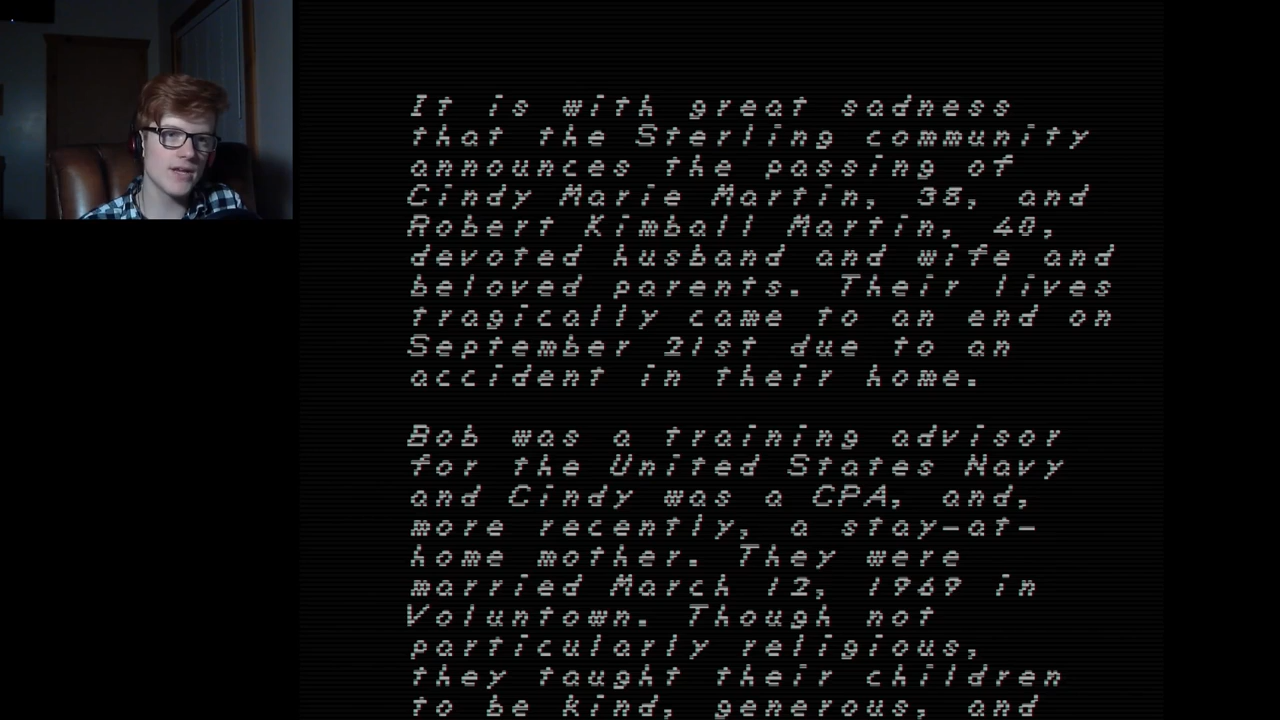 It is with great sadness
that the Sterling community
announces the passing of
Cindy Marie Martin, 38, and
Robert Kimball Martin, 40,
devoted husband and wife and
beloved parents. Their lives
tragically came to an end on
September 21st due to an
accident in their home.
Bob was a training advisor
for the United States Navy
and Cindy was a CPA, and,
more recently, a stay-at-
home mother. They were
married March 12, 1969 in
Voluntown. Though not
particularly religious,
they taught their children
to be kind, generous, and